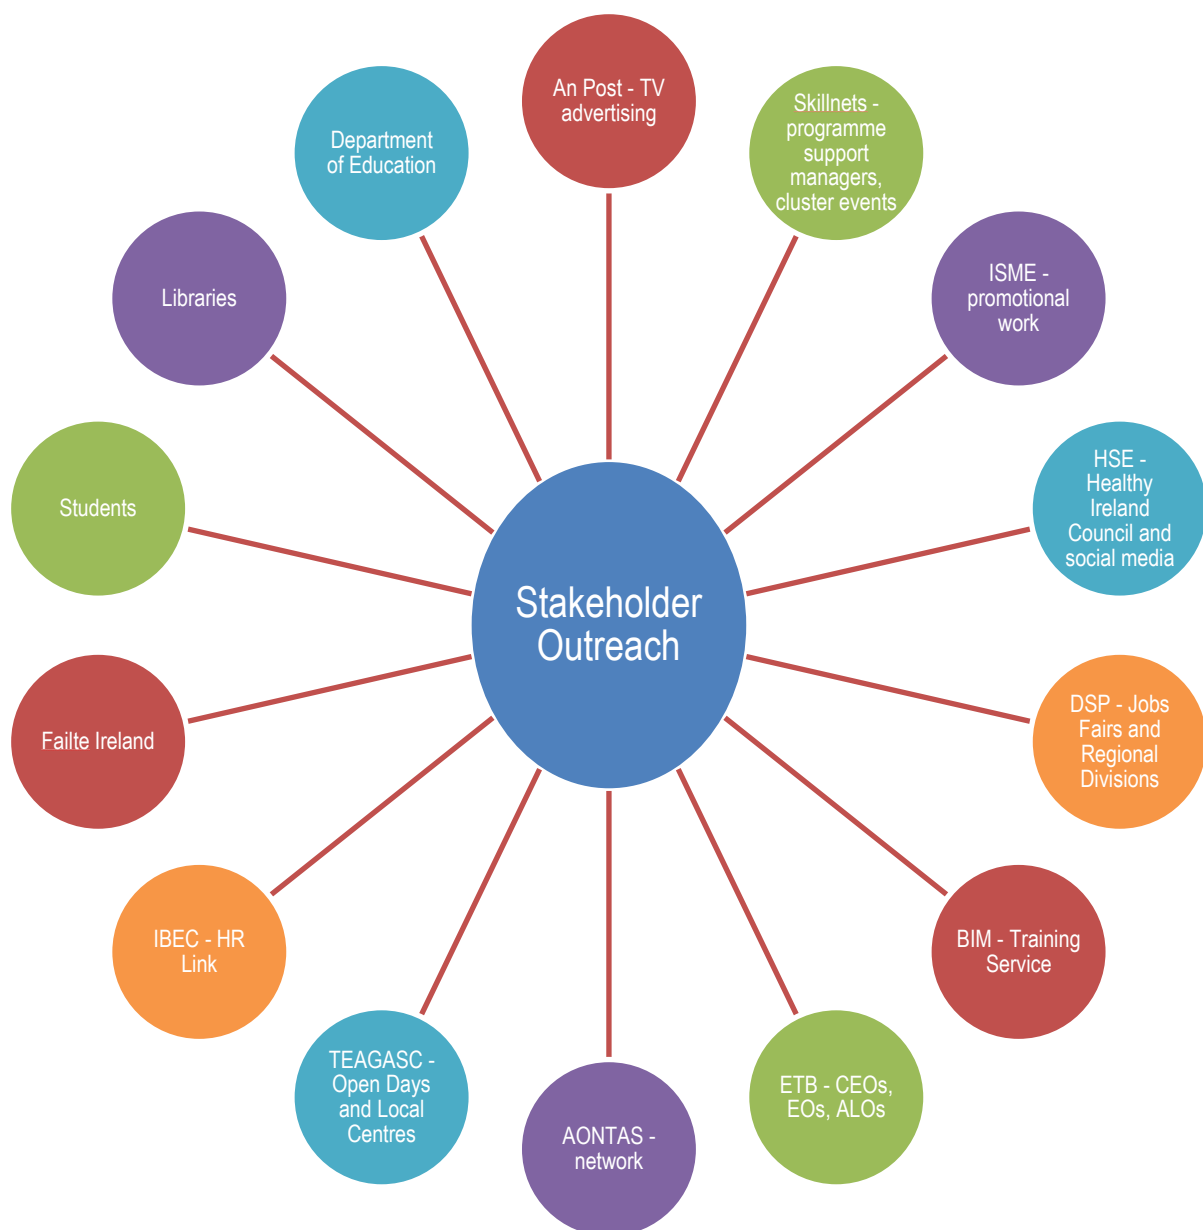 An Post - TV
advertising
Skillnets -
programme
support
managers,
cluster events
ISME -
promotional
work
HSE -
Healthy
Ireland
Council and
social media
DSP - Jobs
Fairs and
Regional
Divisions
BIM - Training
Service
ETB - CEOs,
EOs, ALOs
AONTAS -
network
TEAGASC -
Open Days
and Local
Centres
IBEC - HR
Link
Failte Ireland
Students
Libraries
Department
of Education
Stakeholder
Outreach